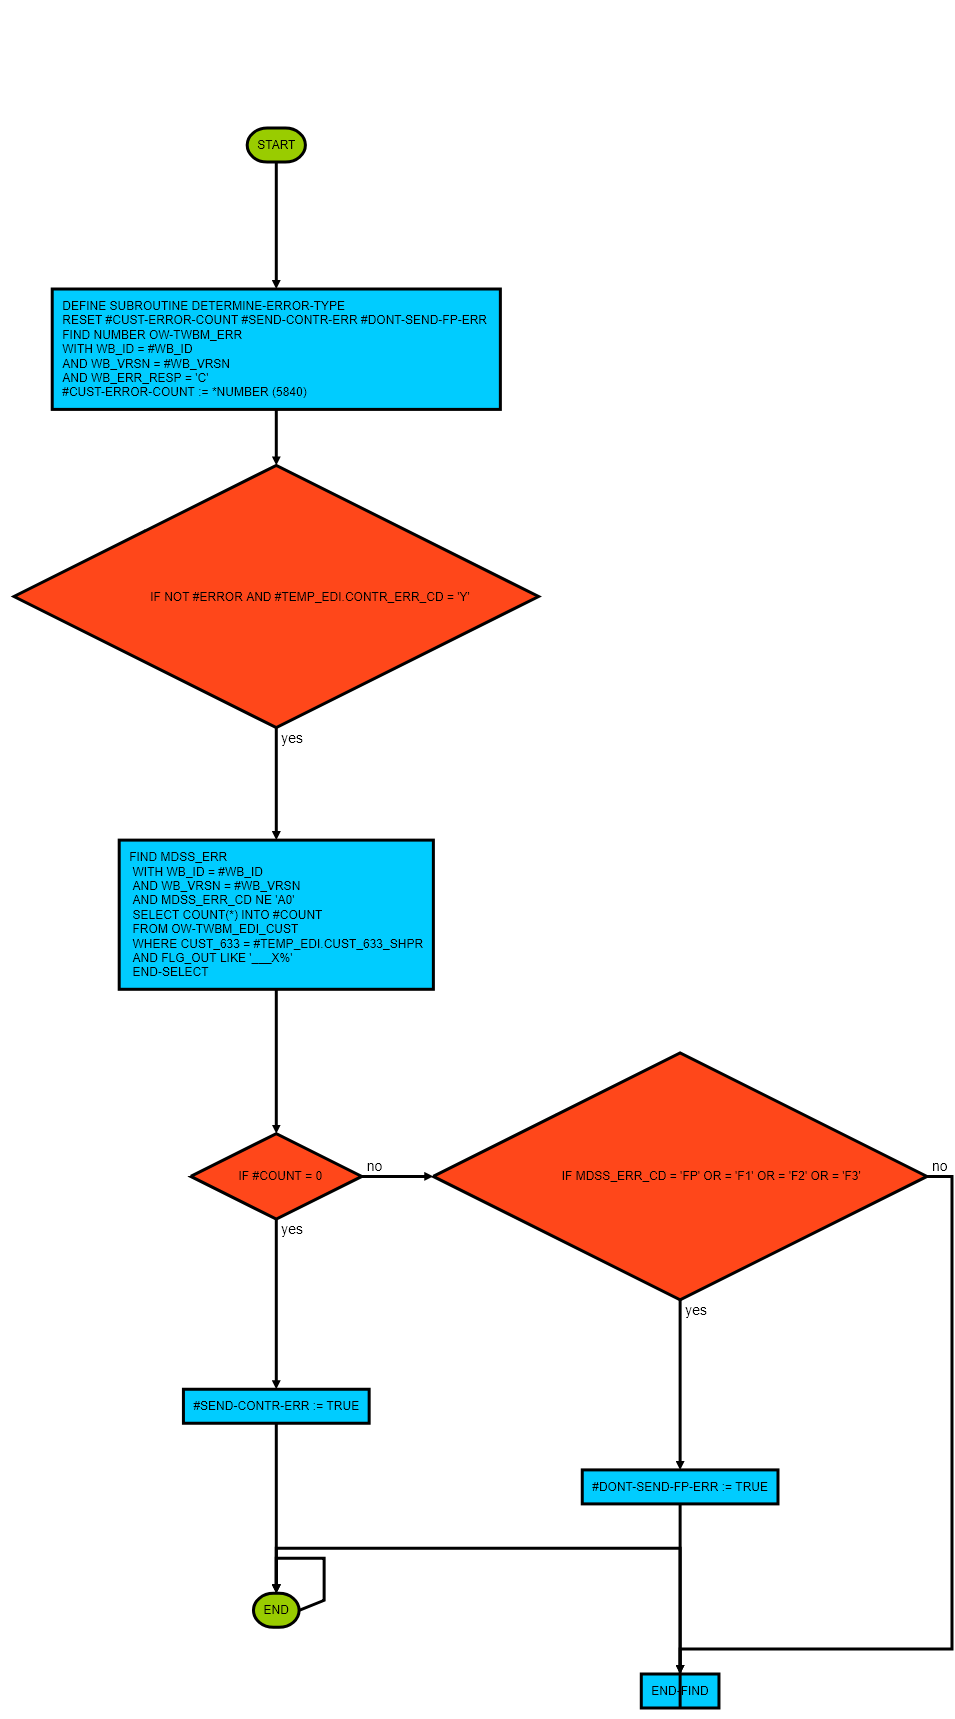 START
DEFINE SUBROUTINE DETERMINE-ERROR-TYPE
RESET #CUST-ERROR-COUNT #SEND-CONTR-ERR #DONT-SEND-FP-ERR
FIND NUMBER OW-TWBM_ERR
WITH WB_ID = #WB_ID
AND WB_VRSN = #WB_VRSN
AND WB_ERR_RESP = 'C'
#CUST-ERROR-COUNT := *NUMBER (5840)
IF NOT #ERROR AND #TEMP_EDI.CONTR_ERR_CD = 'Y'
yes
FIND MDSS_ERR
WITH WB_ID = #WB_ID
AND WB_VRSN = #WB_VRSN
AND MDSS_ERR_CD NE 'A0'
SELECT COUNT(*) INTO #COUNT
FROM OW-TWBM_EDI_CUST
WHERE CUST_633 = #TEMP_EDI.CUST_633_SHPR
AND FLG_OUT LIKE '___X%'
END-SELECT
IF #COUNT = 0
no
yes
IF MDSS_ERR_CD = 'FP' OR = 'F1' OR = 'F2' OR = 'F3'
no
yes
#SEND-CONTR-ERR := TRUE
#DONT-SEND-FP-ERR := TRUE
END
END-FIND